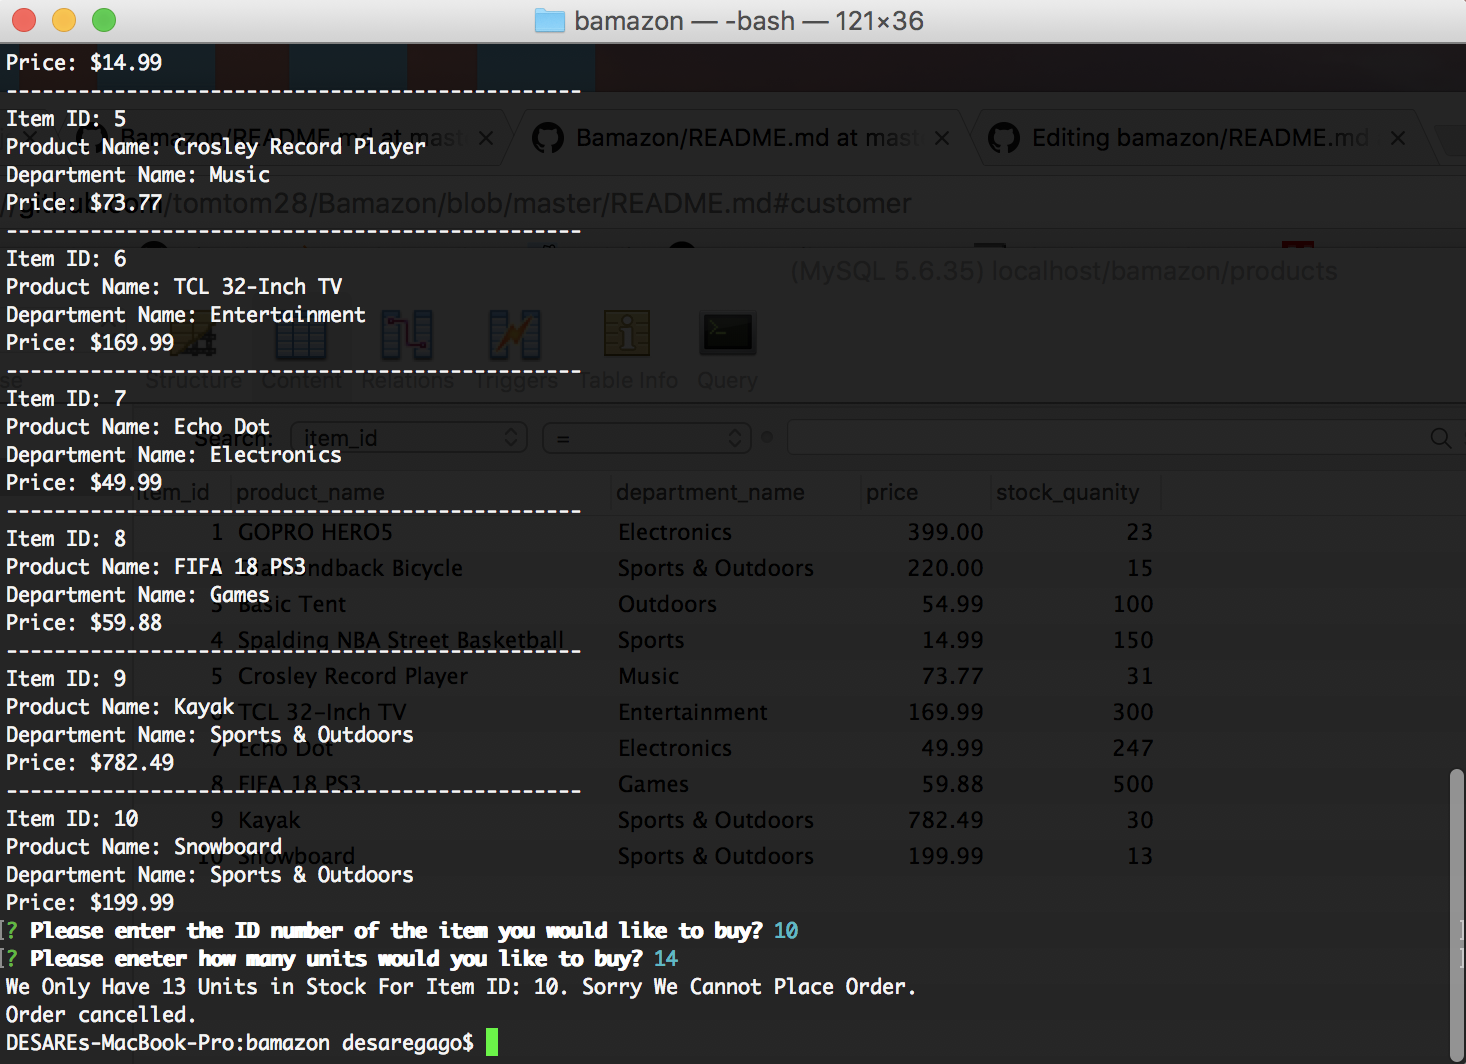 bamazon — -bash — 121×36
Price: $14.99
------------------------------------------------
Item ID: 5
Product Name: Crosley Record Player
Department Name: Music
Price: $73.77
------------------------------------------------
Item ID: 6
Product Name: TCL 32-Inch TV
Department Name: Entertainment
Price: $169.99
------------------------------------------------
Item ID: 7
Product Name: Echo Dot
Department Name: Electronics
Price: $49.99
------------------------------------------------
Item ID: 8
Product Name: FIFA 18 PS3
Department Name: Games
Price: $59.88
------------------------------------------------
Item ID: 9
Product Name: Kayak
Department Name: Sports & Outdoors
Price: $782.49
------------------------------------------------
Item ID: 10
Product Name: Snowboard
Department Name: Sports & Outdoors
Price: $199.99
[? Please enter the ID number of the item you would like to buy? 10 ]
[? Please eneter how many units would you like to buy? 14 ]
We Only Have 13 Units in Stock For Item ID: 10. Sorry We Cannot Place Order.
Order cancelled.
DESAREs-MacBook-Pro:bamazon desaregago$
Bamazon/README.md at mast Bamazon/README.md at mast Editing bamazon/README.md
/tomtom28/Bamazon/blob/master/README.md#customer
(MySQL 5.6.35) localhost/bamazon/products
Structure Content Relations Triggers Table Info Query
Search: item_id =
item_id product_name department_name price stock_quanity
1 GOPRO HERO5 Electronics 399.00 23
Bicycle Sports & Outdoors 220.00 15
3 Basic Tent Outdoors 54.99 100
4 Spalding NBA Street Basketball Sports 14.99 150
5 Crosley Record Player Music 73.77 31
6 TCL 32-Inch TV Entertainment 169.99 300
7 Echo Dot Electronics 49.99 247
8 FIFA 18 PS3 Games 59.88 500
9 Kayak Sports & Outdoors 782.49 30
10 Snowboard Sports & Outdoors 199.99 13